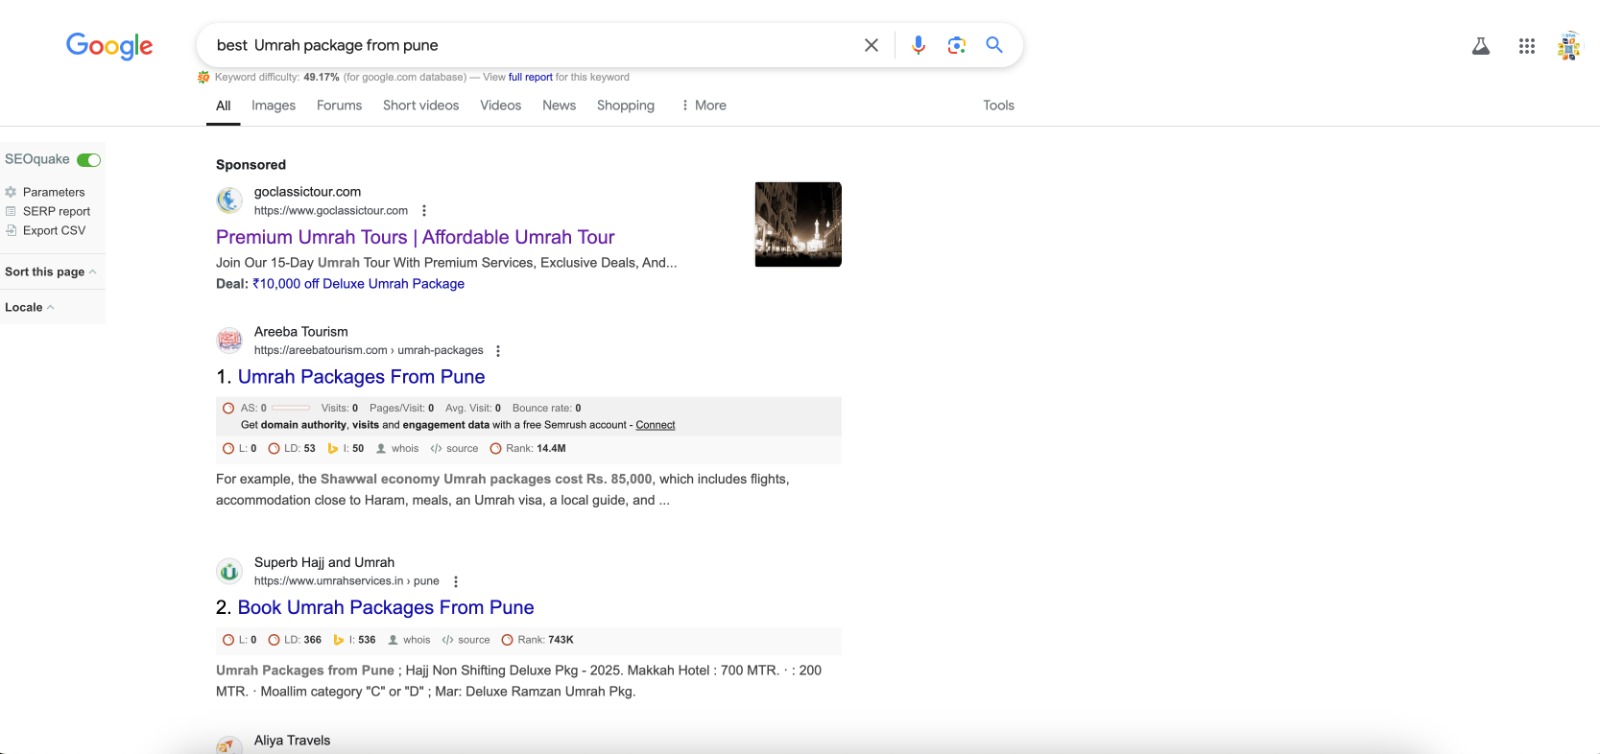 Google
best  Umrah package from pune
Keyword difficulty: 49.17% (for google.com database) — View full report for this keyword
All Images Forums Short videos Videos News Shopping More Tools
SEOquake
Parameters
SERP report
Export CSV
Sort this page
Locale
Sponsored
goclassictour.com
https://www.goclassictour.com
Premium Umrah Tours | Affordable Umrah Tour
Join Our 15-Day Umrah Tour With Premium Services, Exclusive Deals, And...
Deal: ₹10,000 off Deluxe Umrah Package
Areeba Tourism
https://areebatourism.com › umrah-packages
1. Umrah Packages From Pune
AS: 0 Visits: 0 Pages/Visit: 0 Avg. Visit: 0 Bounce rate: 0
Get domain authority, visits and engagement data with a free Semrush account - Connect
L: 0 LD: 53 I: 50 whois </> source Rank: 14.4M
For example, the Shawwal economy Umrah packages cost Rs. 85,000, which includes flights,
accommodation close to Haram, meals, an Umrah visa, a local guide, and ...
Superb Hajj and Umrah
https://www.umrahservices.in › pune
2. Book Umrah Packages From Pune
L: 0 LD: 366 I: 536 whois </> source Rank: 743K
Umrah Packages from Pune ; Hajj Non Shifting Deluxe Pkg - 2025. Makkah Hotel : 700 MTR. · : 200
MTR. · Moallim category "C" or "D" ; Mar: Deluxe Ramzan Umrah Pkg.
Aliya Travels